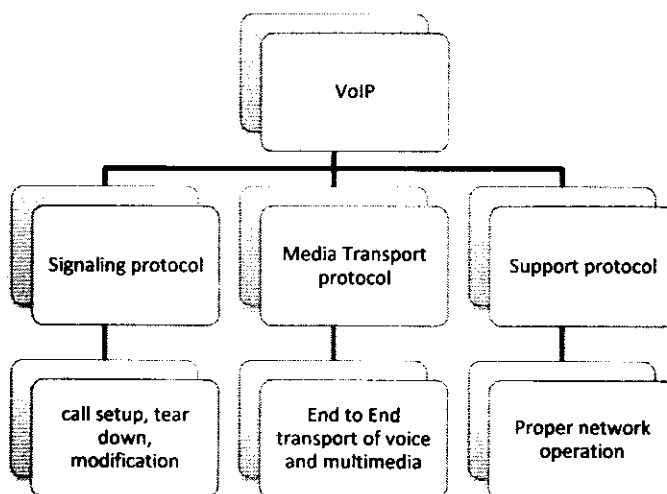 VoIP
Signaling protocol
Media Transport
protocol
Support protocol
call setup, tear
down,
modification
End to End
transport of voice
and multimedia
Proper network
operation